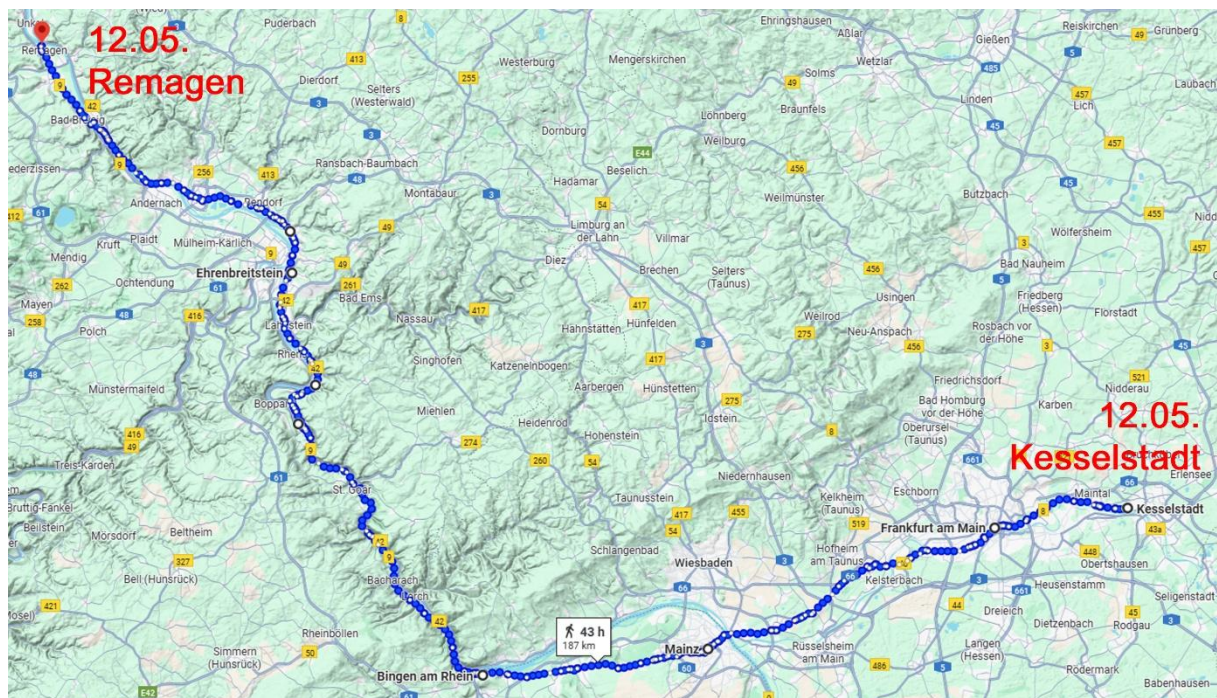 12.05.
Remagen
Puderbach
Ehringshausen
Reiskirchen
Grünberg
Remagen
Westerburg
Mengerskirchen
Aßlar
Gießen
Wetzlar
Dierdorf
Solms
Laubach
Selters
(Westerwald)
Braunfels
Linden
Lich
Löhnberg
Dornburg
Weilburg
Ransbach-Baumbach
Beselich
Hadamar
Butzbach
Montabaur
Weilmünster
Andernach
Limburg an
der Lahn
Villmar
Wölfersheim
Kruft
Plaidt
Mülheim-Kärlich
Diez
Brechen
Selters
(Taunus)
Bad Nauheim
Mendig
Ochtendung
Ehrenbreitstein
Bad Ems
Usingen
Friedberg
(Hessen)
Florstadt
Mayen
Nassau
Weilrod
Polch
Hahnstätten
Hünfelden
Neu-Anspach
Rosbach vor
der Höhe
Singhofen
Katzenelnbogen
Münstermaifeld
Aarbergen
Hünstetten
Friedrichsdorf
Nidderau
Idstein
Bad Homburg
vor der Höhe
Karben
Miehlen
Heidenrod
Oberursel
(Taunus)
12.05.
Kesselstadt
Hohenstein
Treis-Karden
St. Goar
Niedernhausen
Erlensee
Taunusstein
Kelkheim
(Taunus)
Eschborn
Maintal
Kesselstadt
Bruttig-Fankel
Beilstein
Mörsdorf
Beltheim
Frankfurt am Main
Schlangenbad
Wiesbaden
Hofheim
am Taunus
Obertshausen
Bell (Hunsrück)
Bacharach
Kelsterbach
Heusenstamm
Seligenstadt
Dreieich
Dietzenbach
Rodgau
Rheinböllen
43 h
187 km
Mainz
Rüsselsheim
am Main
Langen
(Hessen)
Rödermark
Simmern
(Hunsrück)
Bingen am Rhein
Babenhausen